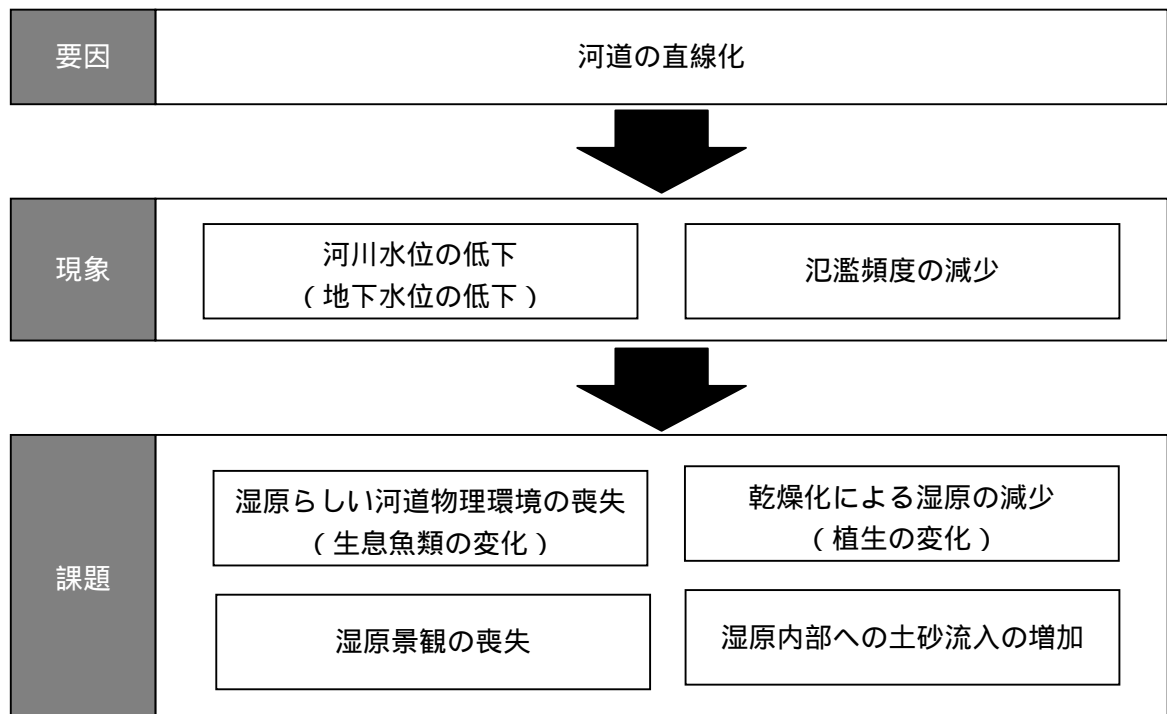 要因
河道の直線化
現象
河川水位の低下
(地下水位の低下)
氾濫頻度の減少
課題
湿原らしい河道物理環境の喪失
(生息魚類の変化)
乾燥化による湿原の減少
(植生の変化)
湿原景観の喪失
湿原内部への土砂流入の増加